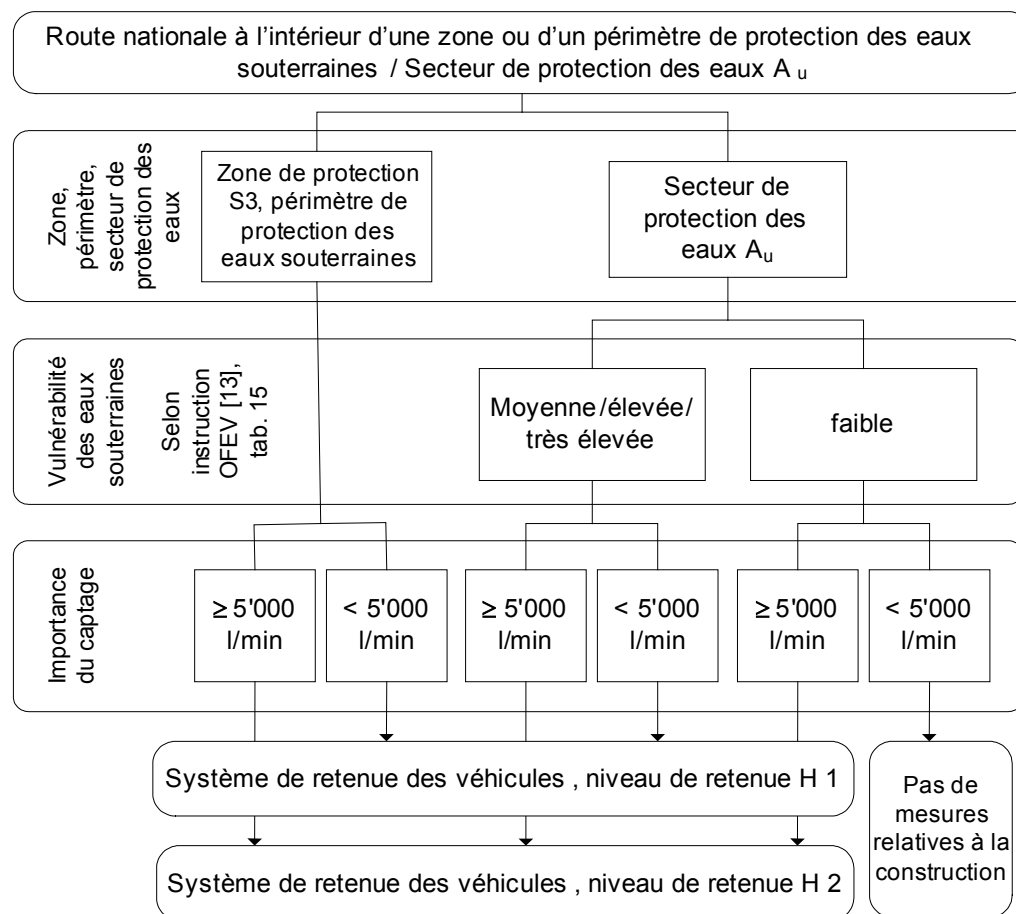 Route nationale à l'intérieur d'une zone ou d'un périmètre de protection des eaux
souterraines / Secteur de protection des eaux A u
Zone,
périmètre,
secteur de
protection des
eaux
Zone de protection
S3, périmètre de
protection des
eaux souterraines
Secteur de
protection des
eaux Au
Vulnérabilité
des eaux
souterraines
Selon
instruction
OFEV [13],
tab. 15
Moyenne/élevée/
très élevée
faible
Importance
du captage
≥ 5'000
l/min
< 5'000
l/min
≥ 5'000
l/min
< 5'000
l/min
≥ 5'000
l/min
< 5'000
l/min
Système de retenue des véhicules , niveau de retenue H 1
Système de retenue des véhicules , niveau de retenue H 2
Pas de
mesures
relatives à la
construction